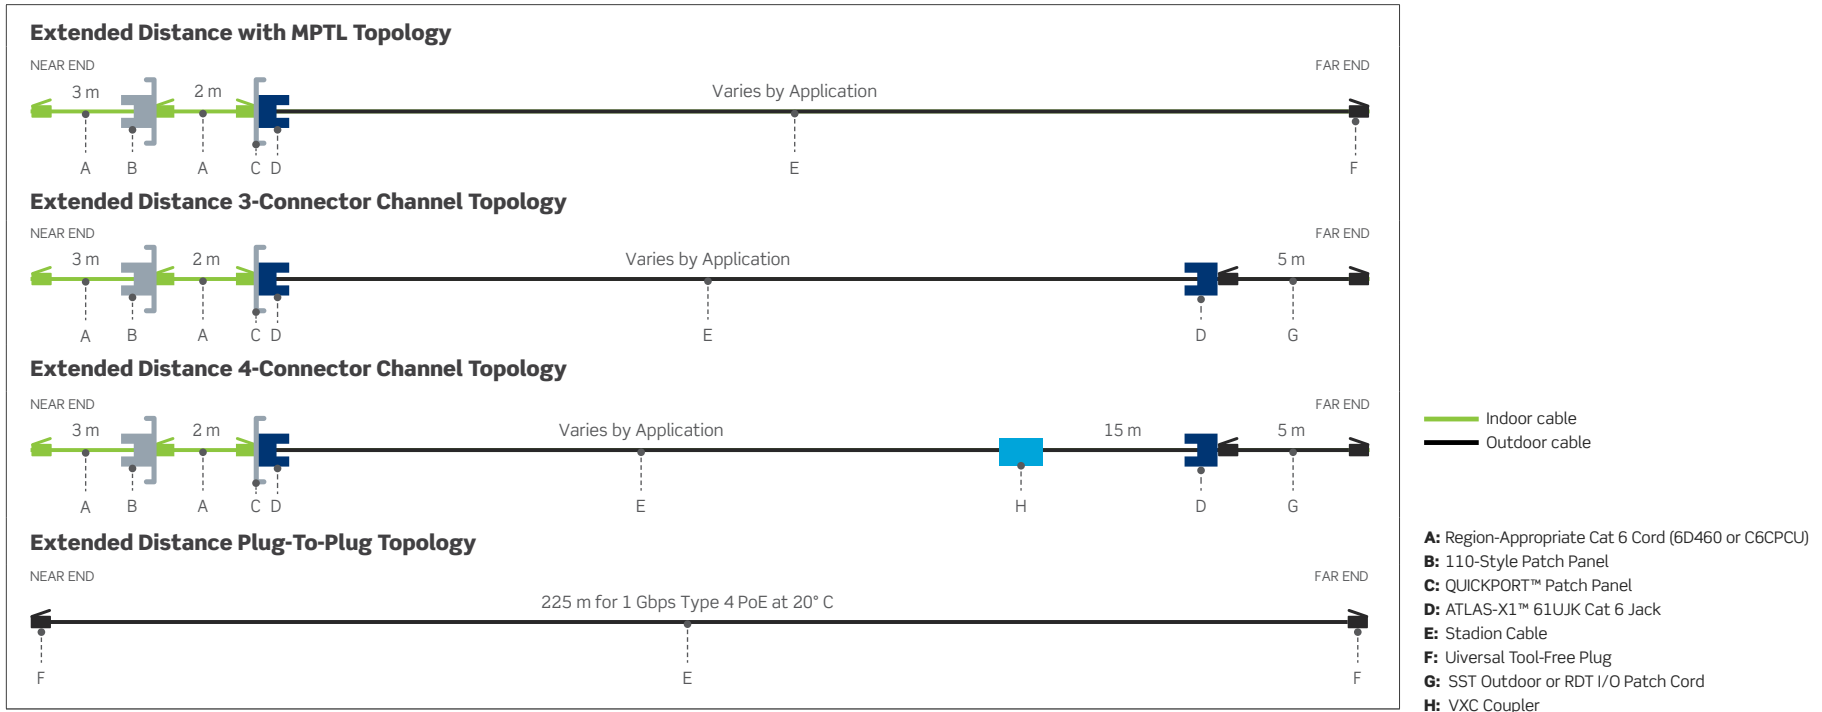 Extended Distance with MPTL Topology
NEAR END
FAR END
3 m
2 m
Varies by Application
A
B
A
C
D
E
F
Extended Distance 3-Connector Channel Topology
NEAR END
FAR END
3 m
2 m
Varies by Application
5 m
A
B
A
C
D
E
D
G
Extended Distance 4-Connector Channel Topology
NEAR END
FAR END
3 m
2 m
Varies by Application
15 m
5 m
A
B
A
C
D
E
H
D
G
Extended Distance Plug-To-Plug Topology
NEAR END
FAR END
225 m for 1 Gbps Type 4 PoE at 20° C
F
E
F
Indoor cable
Outdoor cable
A: Region-Appropriate Cat 6 Cord (6D460 or C6CPCU)
B: 110-Style Patch Panel
C: QUICKPORT™ Patch Panel
D: ATLAS-X1™ 61UJK Cat 6 Jack
E: Stadion Cable
F: Uiversal Tool-Free Plug
G: SST Outdoor or RDT I/O Patch Cord
H: VXC Coupler